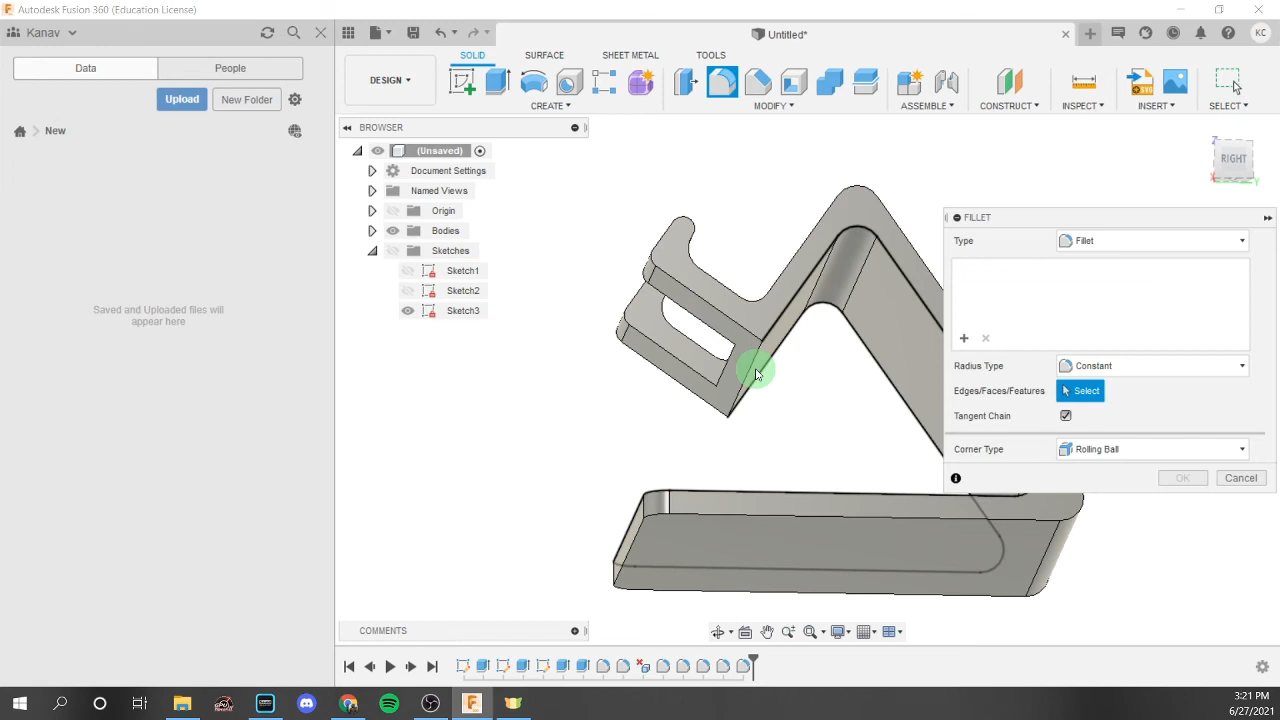 Autodesk Fusion 360 (Education License)
Kanav
Untitled*
KC
Data
People
Upload
New Folder
New
Saved and Uploaded files will
appear here
DESIGN
SOLID
SURFACE
SHEET METAL
TOOLS
CREATE
MODIFY
ASSEMBLE
CONSTRUCT
INSPECT
INSERT
SELECT
BROWSER
(Unsaved)
Document Settings
Named Views
Origin
Bodies
Sketches
Sketch1
Sketch2
Sketch3
RIGHT
Z
X
Y
FILLET
Type
Fillet
Radius Type
Constant
Edges/Faces/Features
Select
Tangent Chain
Corner Type
Rolling Ball
OK
Cancel
COMMENTS
3:21 PM
6/27/2021